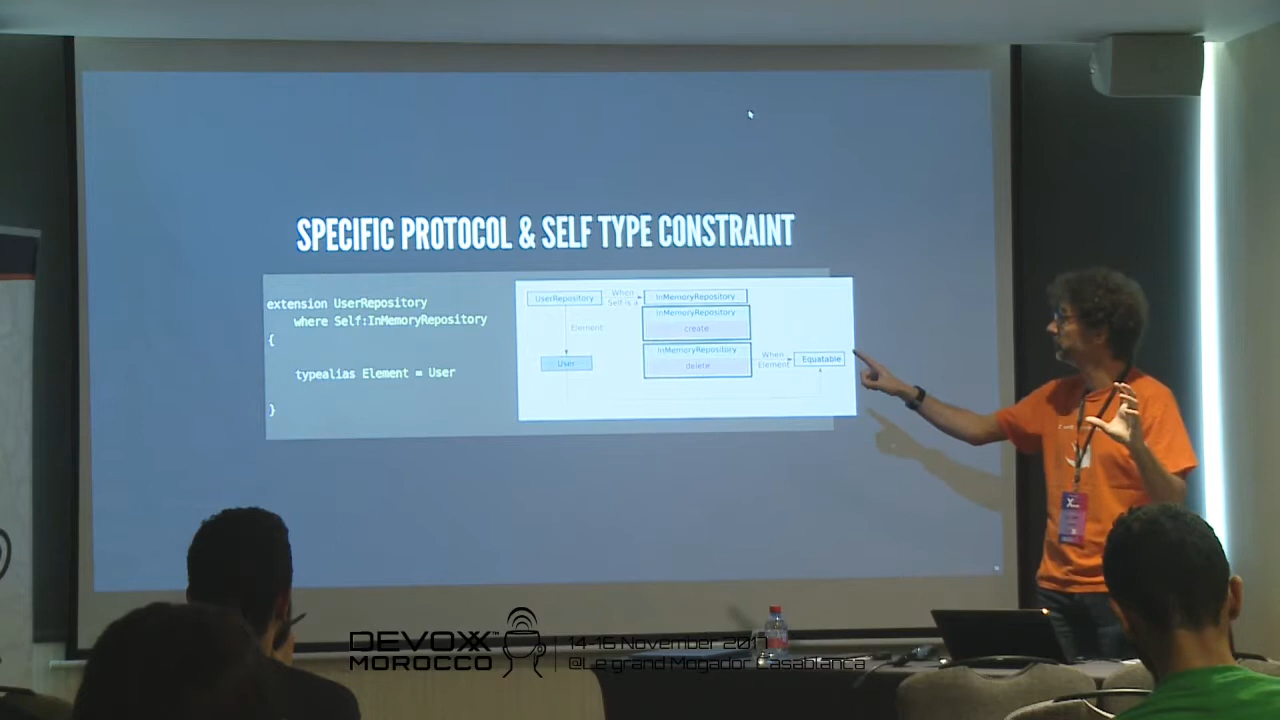 SPECIFIC PROTOCOL & SELF TYPE CONSTRAINT
extension UserRepository
where Self:InMemoryRepository
{
typealias Element = User
}
UserRepository
When
Self is a
InMemoryRepository
InMemoryRepository
create
Element
InMemoryRepository
delete
When
Element
Equatable
User
DEVOXX™
MOROCCO
14-16 November 2017
@Le grand Mogador Casablanca